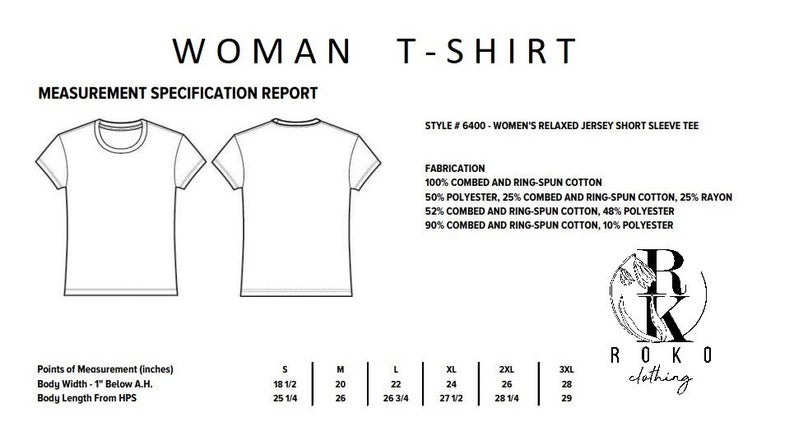 WOMAN T-SHIRT
MEASUREMENT SPECIFICATION REPORT
STYLE # 6400 - WOMEN'S RELAXED JERSEY SHORT SLEEVE TEE
FABRICATION
100% COMBED AND RING-SPUN COTTON
50% POLYESTER, 25% COMBED AND RING-SPUN COTTON, 25% RAYON
52% COMBED AND RING-SPUN COTTON, 48% POLYESTER
90% COMBED AND RING-SPUN COTTON, 10% POLYESTER
R
K
ROKO
clothing
Points of Measurement (inches) S M L XL 2XL 3XL
Body Width - 1" Below A.H. 18 1/2 20 22 24 26 28
Body Length From HPS 25 1/4 26 26 3/4 27 1/2 28 1/4 29